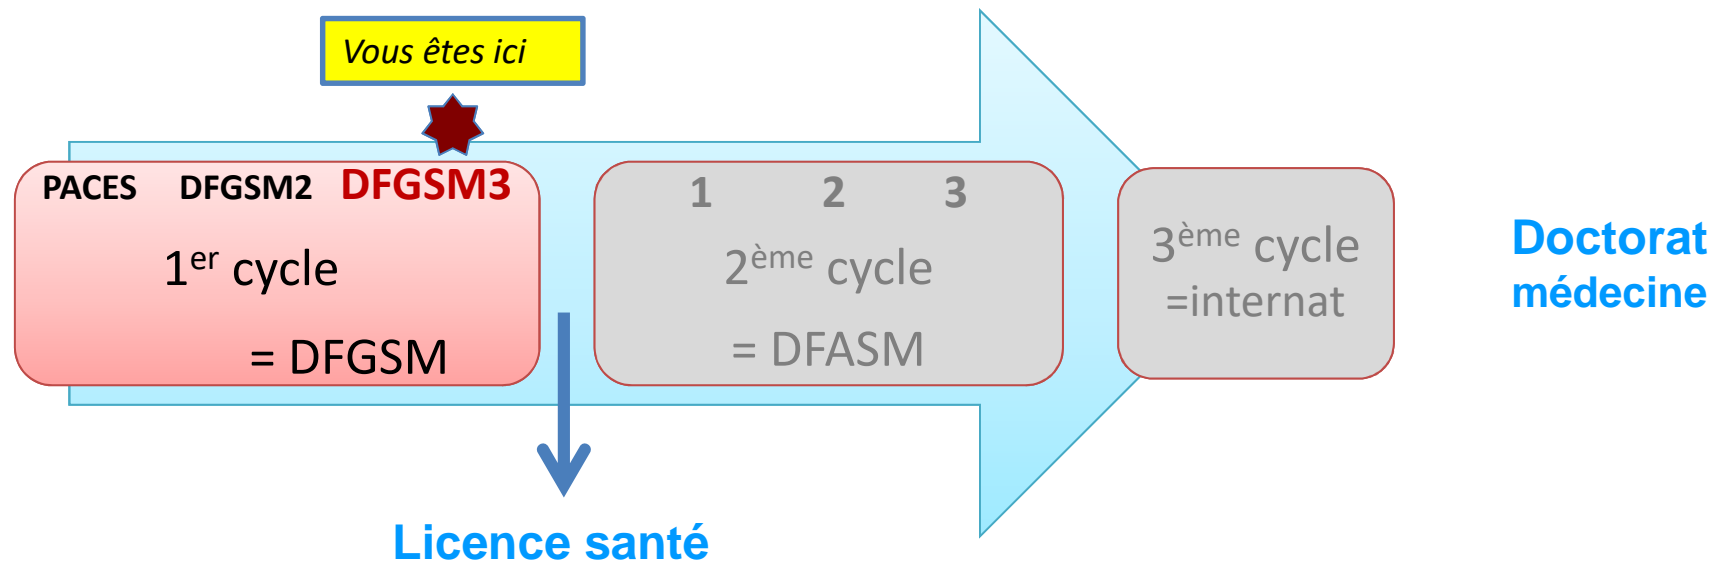 Vous êtes ici
PACES DFGSM2 DFGSM3
1er cycle
= DFGSM
1 2 3
2ème cycle
= DFASM
3ème cycle
=internat
Doctorat
médecine
Licence santé